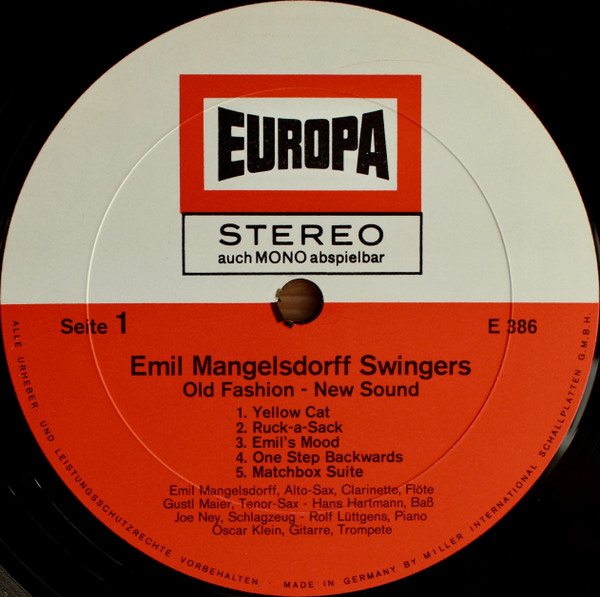 EUROPA
STEREO
auch MONO abspielbar
Seite 1
E 386
Emil Mangelsdorff Swingers
Old Fashion - New Sound
1. Yellow Cat
2. Ruck-a-Sack
3. Emil's Mood
4. One Step Backwards
5. Matchbox Suite
Emil Mangelsdorff, Alto-Sax, Clarinette, Flöte
Gustl Maier, Tenor-Sax - Hans Hartmann, Baß
Joe Ney, Schlagzeug - Rolf Lüttgens, Piano
Oscar Klein, Gitarre, Trompete
ALLE URHEBER- UND LEISTUNGSSCHUTZRECHTE VORBEHALTEN - MADE IN GERMANY BY MILLER INTERNATIONAL SCHALLPLATTEN G.M.B.H.